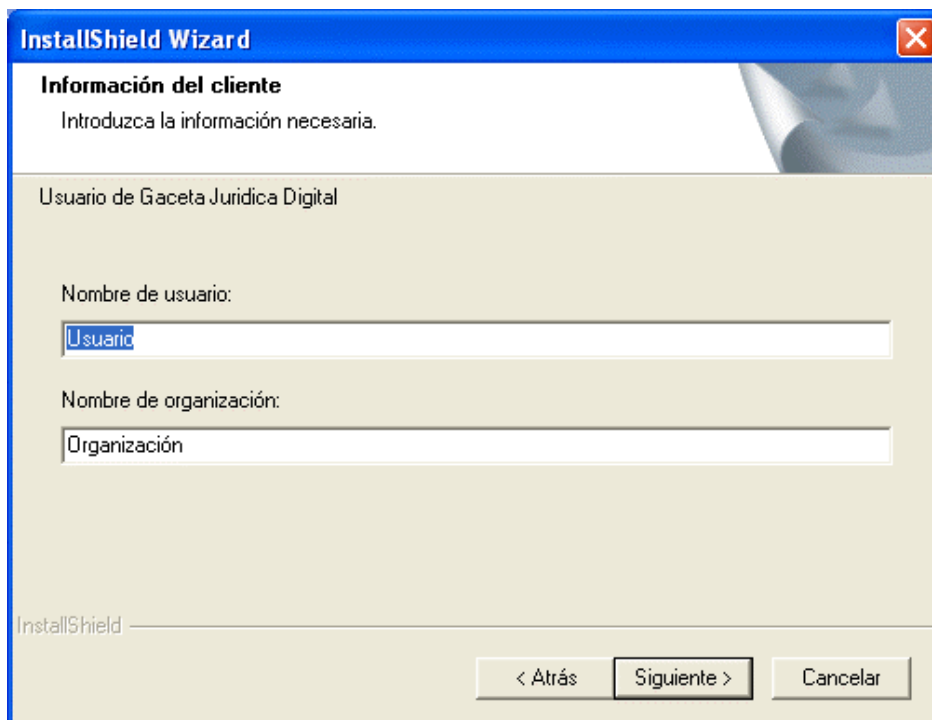 InstallShield Wizard
Información del cliente
Introduzca la información necesaria.
Usuario de Gaceta Juridica Digital
Nombre de usuario:
Usuario
Nombre de organización:
Organización
InstallShield
< Atrás
Siguiente >
Cancelar